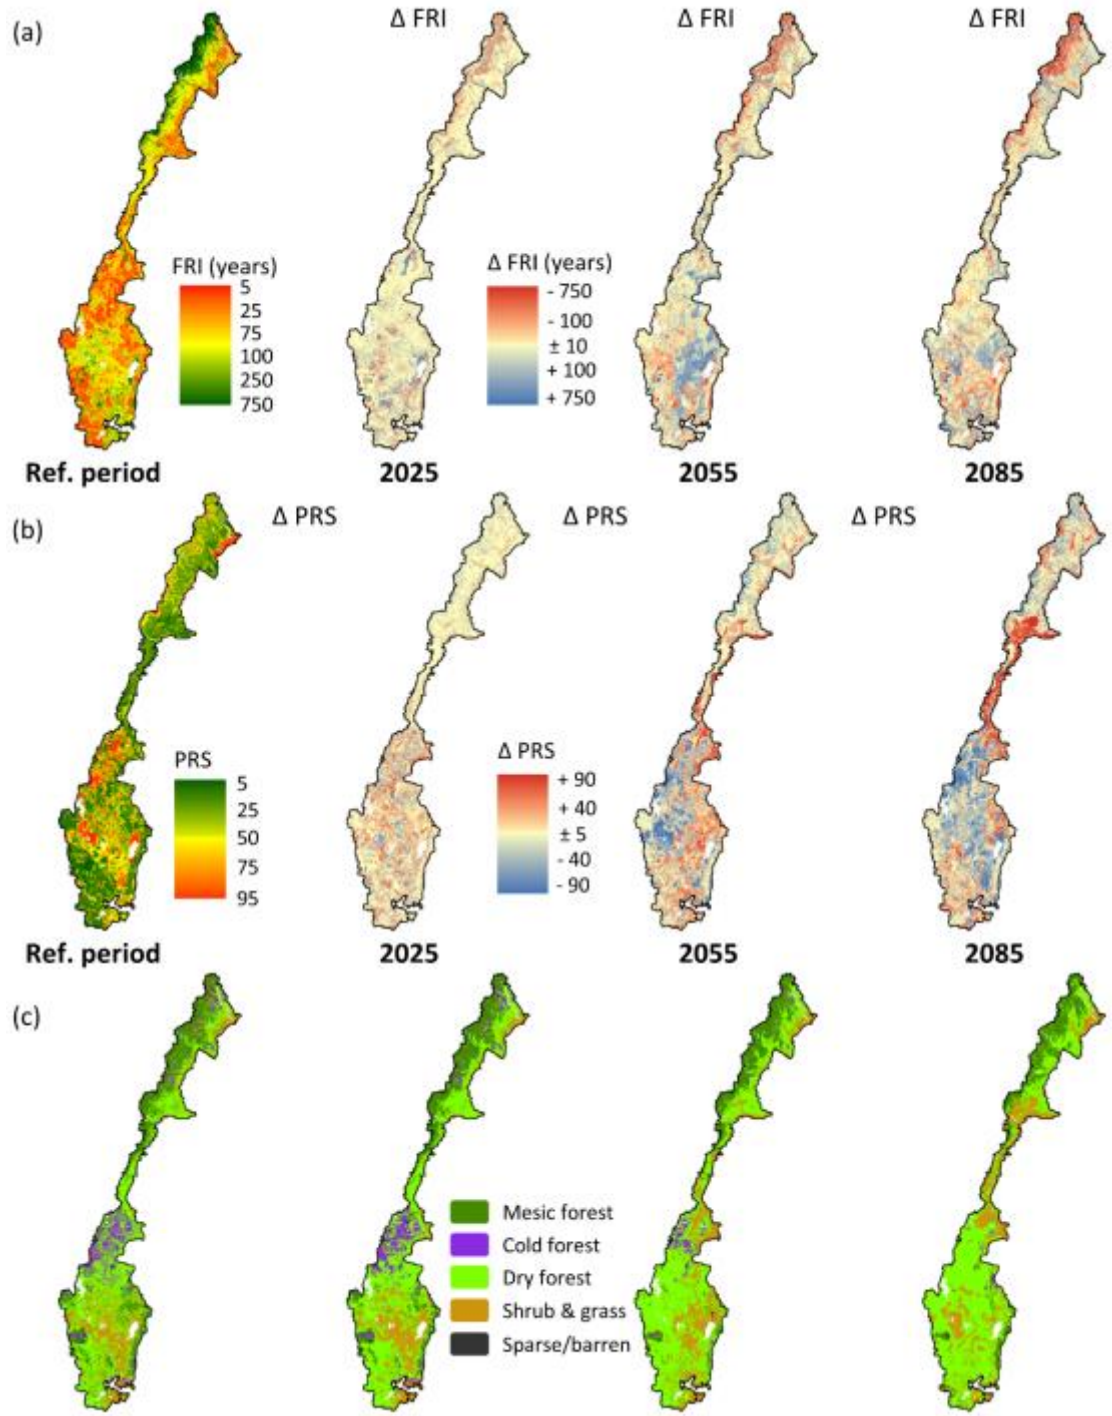 (a)
Δ FRI
Δ FRI
Δ FRI
FRI (years)
5
25
75
100
250
750
Δ FRI (years)
- 750
- 100
± 10
+ 100
+ 750
Ref. period
2025
2055
2085
(b)
Δ PRS
Δ PRS
Δ PRS
PRS
5
25
50
75
95
Δ PRS
+ 90
+ 40
± 5
- 40
- 90
Ref. period
2025
2055
2085
(c)
Mesic forest
Cold forest
Dry forest
Shrub & grass
Sparse/barren